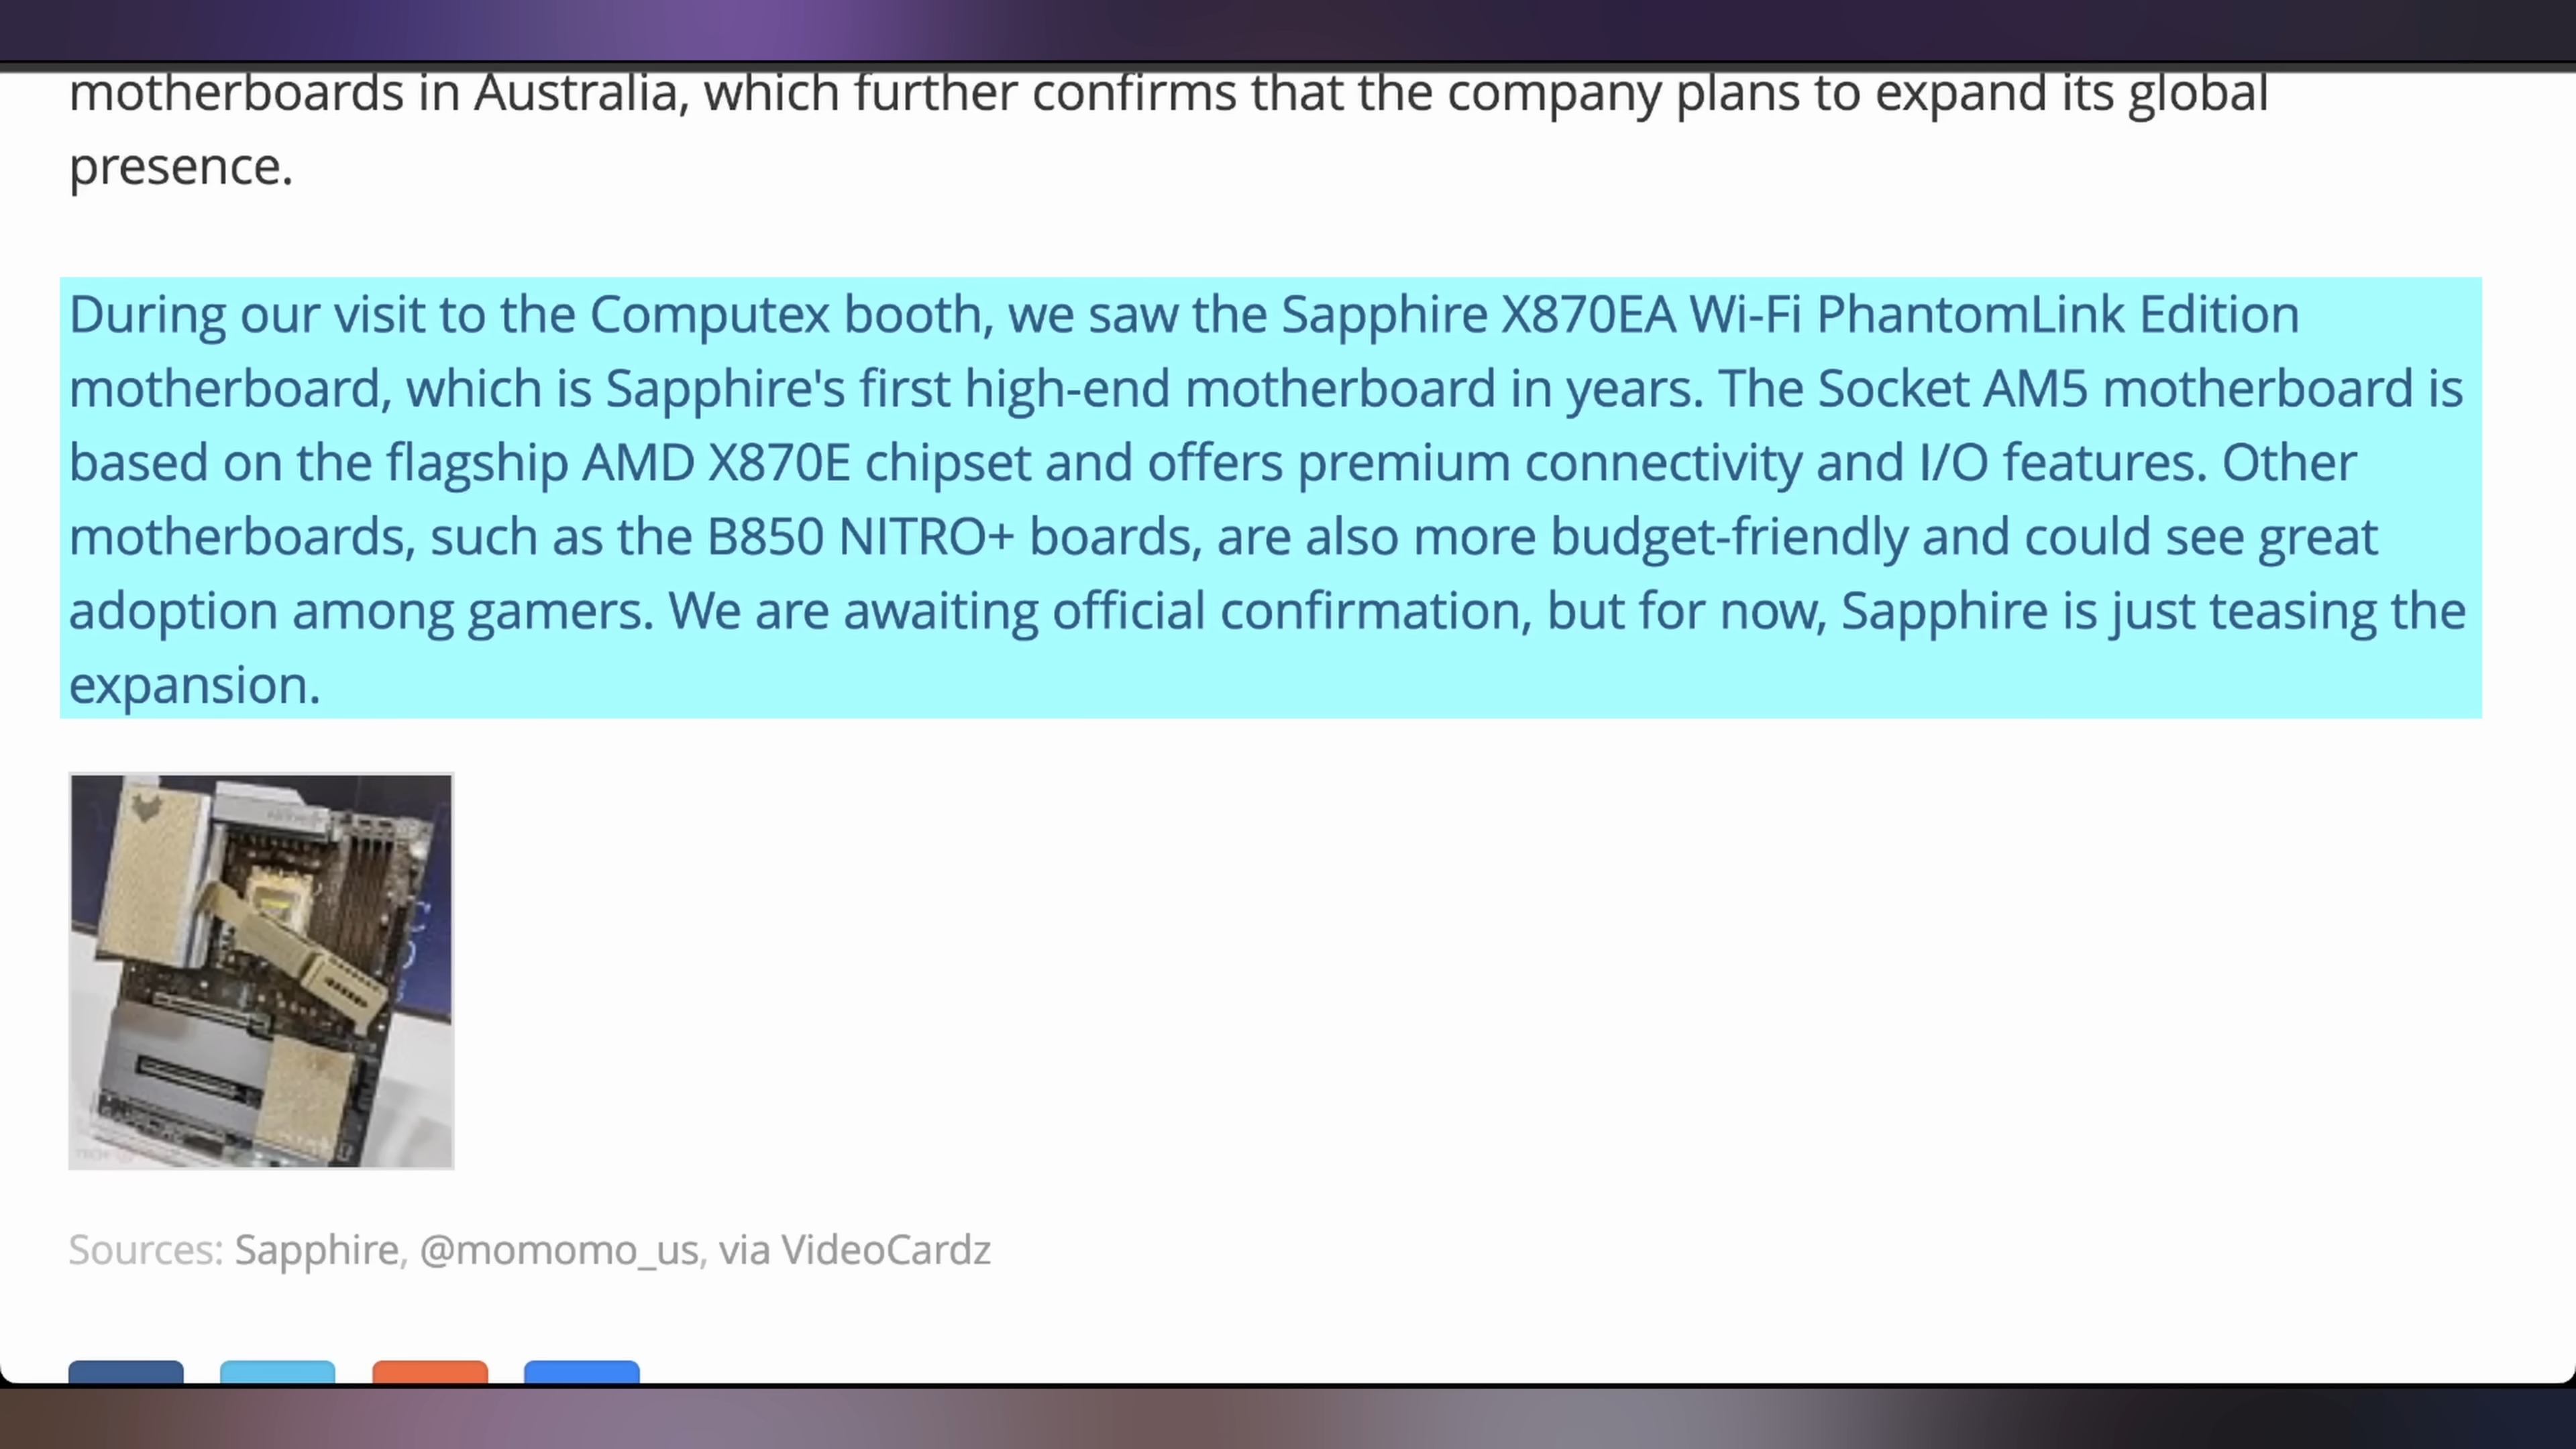 motherboards in Australia, which further confirms that the company plans to expand its global
presence.
During our visit to the Computex booth, we saw the Sapphire X870EA Wi-Fi PhantomLink Edition
motherboard, which is Sapphire's first high-end motherboard in years. The Socket AM5 motherboard is
based on the flagship AMD X870E chipset and offers premium connectivity and I/O features. Other
motherboards, such as the B850 NITRO+ boards, are also more budget-friendly and could see great
adoption among gamers. We are awaiting official confirmation, but for now, Sapphire is just teasing the
expansion.
Sources: Sapphire, @momomo_us, via VideoCardz